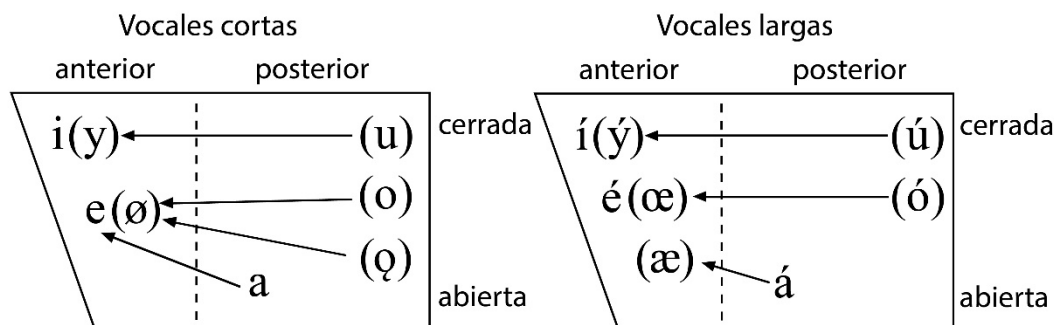 Vocales cortas
anterior posterior
i(y) (u)
cerrada
e(ø) (o)
(ǫ)
a
abierta
Vocales largas
anterior posterior
í(ý) (ú)
cerrada
é(œ) (ó)
(æ)
á
abierta